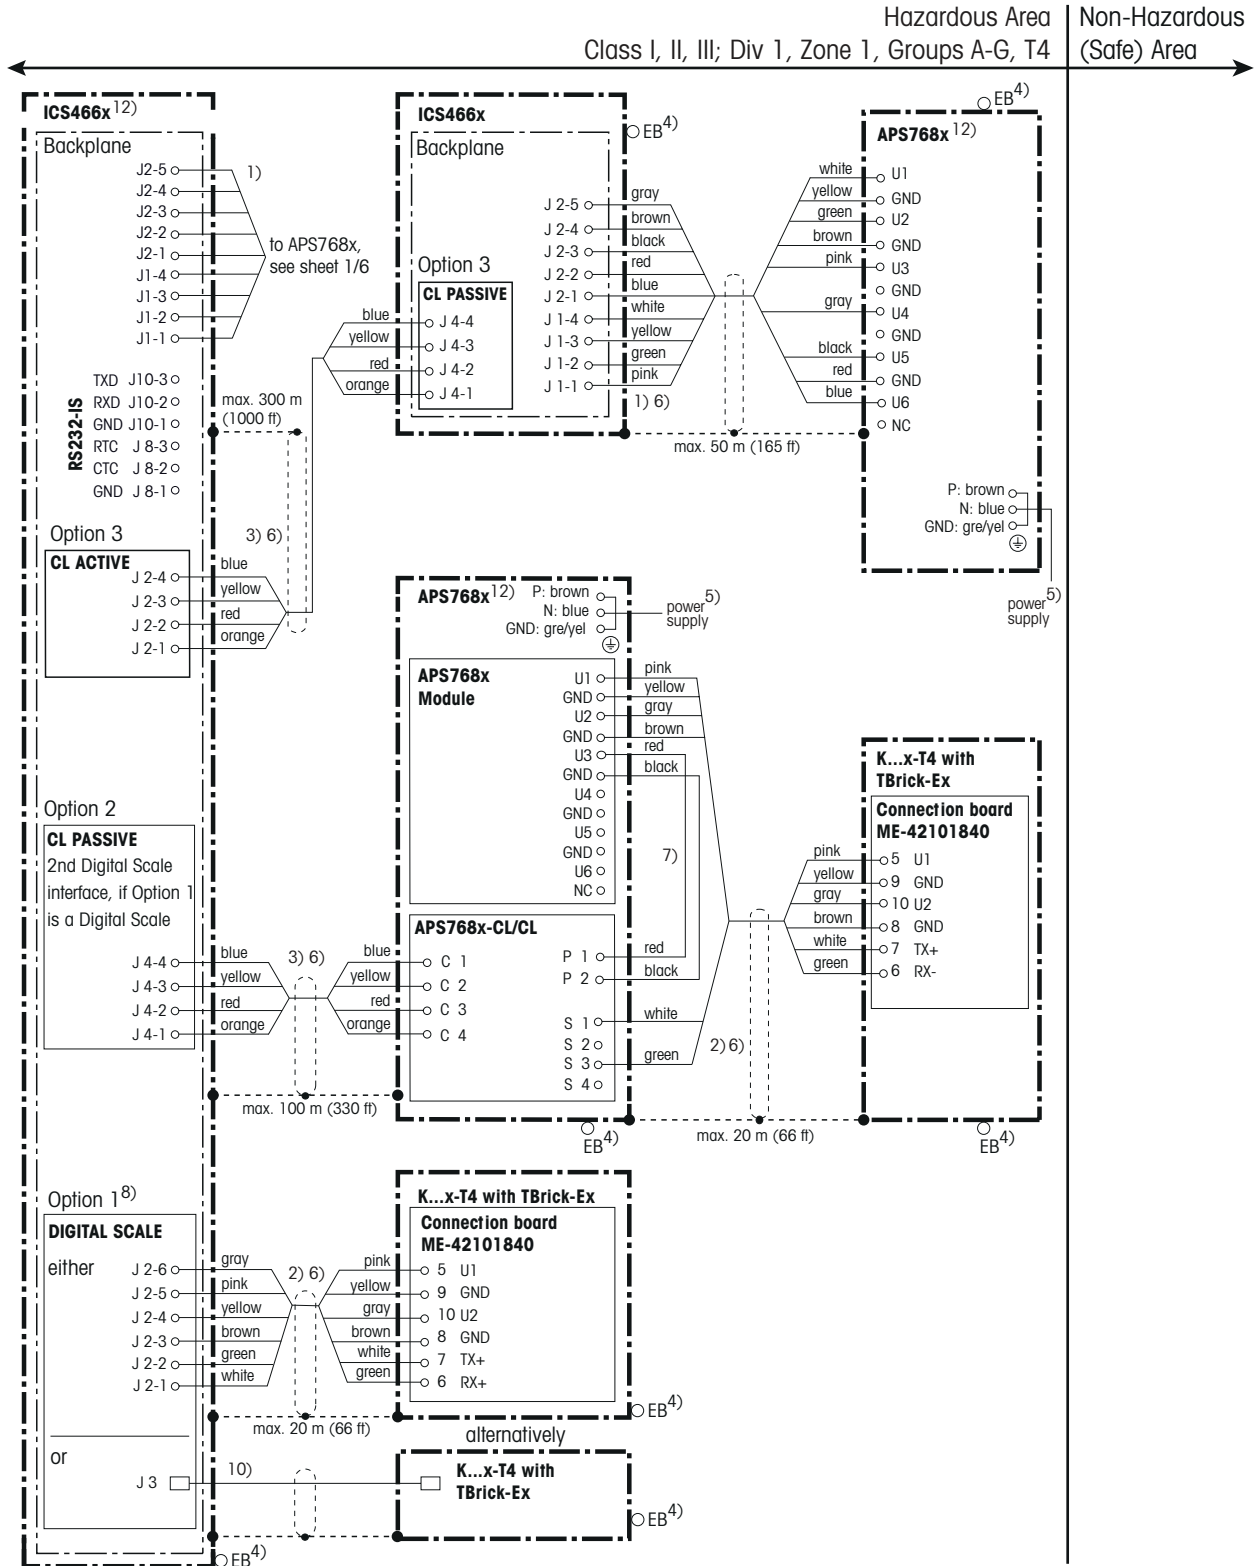 Hazardous Area
Class I, II, III; Div 1, Zone 1, Groups A-G, T4
Non-Hazardous
(Safe) Area
ICS466x 12)
Backplane
J2-5
J2-4
J2-3
J2-2
J2-1
J1-4
J1-3
J1-2
J1-1
1)
to APS768x,
see sheet 1/6
RS232-IS
TXD J10-3
RXD J10-2
GND J10-1
RTC J 8-3
CTC J 8-2
GND J 8-1
max. 300 m
(1000 ft)
3) 6)
Option 3
CL ACTIVE
J 2-4 blue
J 2-3 yellow
J 2-2 red
J 2-1 orange
ICS466x
EB4)
Backplane
Option 3
CL PASSIVE
blue J 4-4
yellow J 4-3
red J 4-2
orange J 4-1
J 2-5 gray
J 2-4 brown
J 2-3 black
J 2-2 red
J 2-1 blue
J 1-4 white
J 1-3 yellow
J 1-2 green
J 1-1 pink
1) 6)
max. 50 m (165 ft)
EB4)
APS768x 12)
white U1
yellow GND
green U2
brown GND
pink U3
GND
gray U4
GND
black U5
red GND
blue U6
NC
P: brown
N: blue
GND: gre/yel
power 5)
supply
APS768x 12)
P: brown
N: blue
GND: gre/yel
power 5)
supply
APS768x
Module
U1 pink
GND yellow
U2 gray
GND brown
U3 red
GND black
U4
GND
U5
GND
U6
NC
7)
APS768x-CL/CL
blue C 1
yellow C 2
red C 3
orange C 4
P 1 red
P 2 black
S 1 white
S 2
S 3 green
S 4
2) 6)
EB4)
max. 20 m (66 ft)
K...x-T4 with
TBrick-Ex
Connection board
ME-42101840
pink 5 U1
yellow 9 GND
gray 10 U2
brown 8 GND
white 7 TX+
green 6 RX-
EB4)
Option 2
CL PASSIVE
2nd Digital Scale
interface, if Option 1
is a Digital Scale
J 4-4 blue
J 4-3 yellow
J 4-2 red
J 4-1 orange
3) 6)
max. 100 m (330 ft)
Option 1 8)
DIGITAL SCALE
either
J 2-6 gray
J 2-5 pink
J 2-4 yellow
J 2-3 brown
J 2-2 green
J 2-1 white
2) 6)
max. 20 m (66 ft)
K...x-T4 with TBrick-Ex
Connection board
ME-42101840
pink 5 U1
yellow 9 GND
gray 10 U2
brown 8 GND
white 7 TX+
green 6 RX+
EB4)
alternatively
or
J 3
10)
K...x-T4 with
TBrick-Ex
EB4)
EB4)